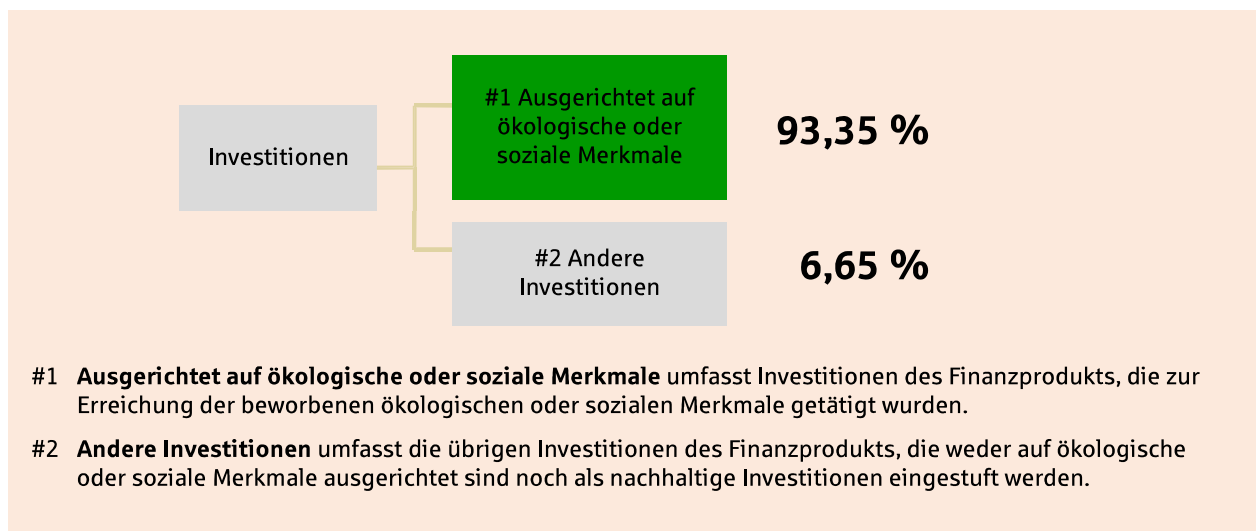 Investitionen
#1 Ausgerichtet auf
ökologische oder
soziale Merkmale
93,35 %
#2 Andere
Investitionen
6,65 %
#1 Ausgerichtet auf ökologische oder soziale Merkmale umfasst Investitionen des Finanzprodukts, die zur
Erreichung der beworbenen ökologischen oder sozialen Merkmale getätigt wurden.
#2 Andere Investitionen umfasst die übrigen Investitionen des Finanzprodukts, die weder auf ökologische
oder soziale Merkmale ausgerichtet sind noch als nachhaltige Investitionen eingestuft werden.